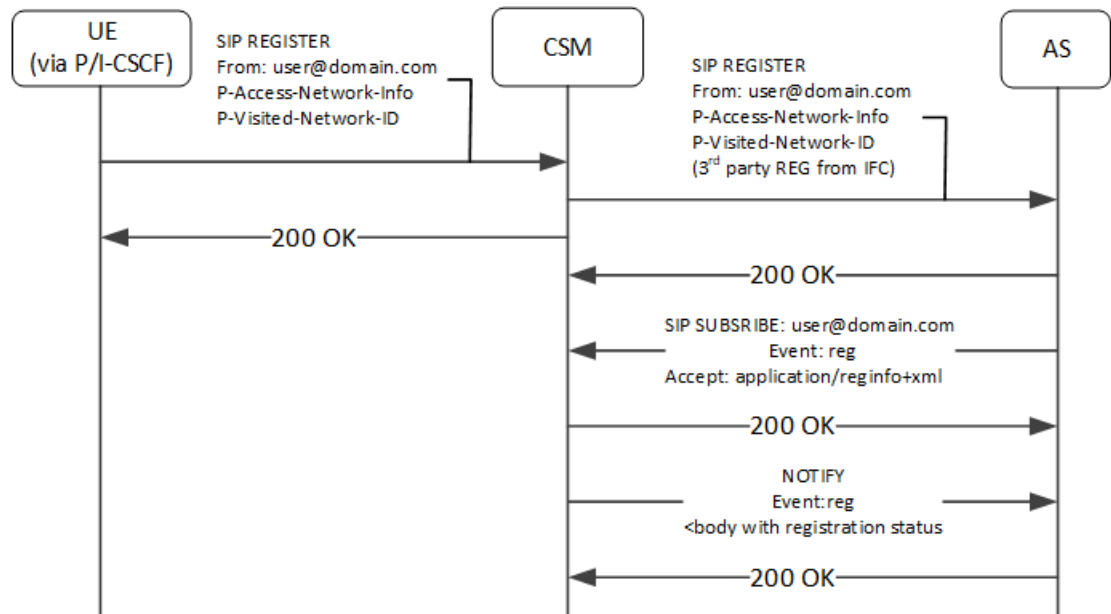 UE
(via P/I-CSCF)
CSM
AS
SIP REGISTER
From: user@domain.com
P-Access-Network-Info
P-Visited-Network-ID
SIP REGISTER
From: user@domain.com
P-Access-Network-Info
P-Visited-Network-ID
(3rd party REG from IFC)
200 OK
200 OK
SIP SUBSRIBE: user@domain.com
Event: reg
Accept: application/reginfo+xml
200 OK
NOTIFY
Event:reg
<body with registration status
200 OK